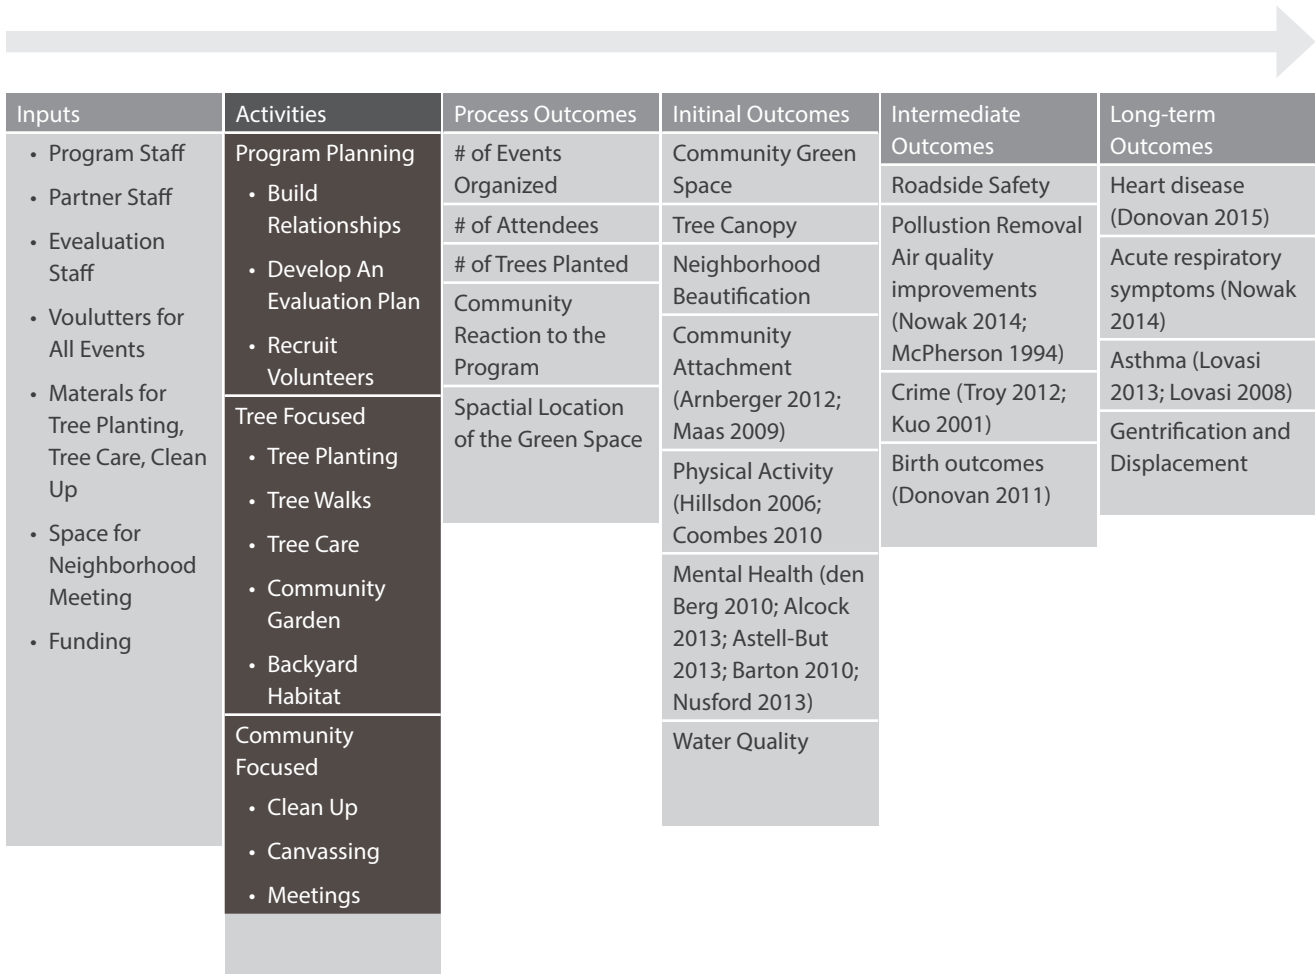 Inputs
• Program Staff
• Partner Staff
• Evealuation
Staff
• Voulutters for
All Events
• Materals for
Tree Planting,
Tree Care, Clean
Up
• Space for
Neighborhood
Meeting
• Funding
Activities
Program Planning
• Build
Relationships
• Develop An
Evaluation Plan
• Recruit
Volunteers
Tree Focused
• Tree Planting
• Tree Walks
• Tree Care
• Community
Garden
• Backyard
Habitat
Community
Focused
• Clean Up
• Canvassing
• Meetings
Process Outcomes
# of Events
Organized
# of Attendees
# of Trees Planted
Community
Reaction to the
Program
Spactial Location
of the Green Space
Initinal Outcomes
Community Green
Space
Tree Canopy
Neighborhood
Beautification
Community
Attachment
(Arnberger 2012;
Maas 2009)
Physical Activity
(Hillsdon 2006;
Coombes 2010
Mental Health (den
Berg 2010; Alcock
2013; Astell-But
2013; Barton 2010;
Nusford 2013)
Water Quality
Intermediate
Outcomes
Roadside Safety
Pollustion Removal
Air quality
improvements
(Nowak 2014;
McPherson 1994)
Crime (Troy 2012;
Kuo 2001)
Birth outcomes
(Donovan 2011)
Long-term
Outcomes
Heart disease
(Donovan 2015)
Acute respiratory
symptoms (Nowak
2014)
Asthma (Lovasi
2013; Lovasi 2008)
Gentrification and
Displacement